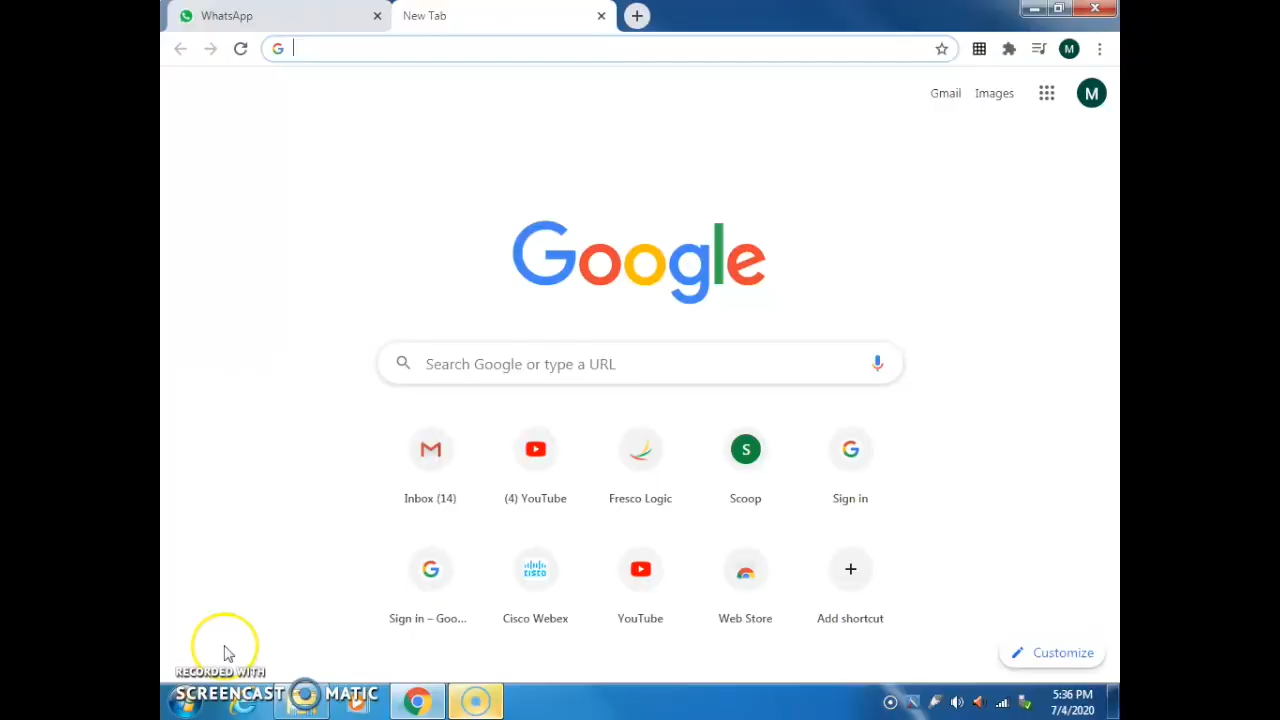 WhatsApp
New Tab
Gmail Images M
Google
Search Google or type a URL
Inbox (14) (4) YouTube Fresco Logic Scoop Sign in
Sign in – Goo... Cisco Webex YouTube Web Store Add shortcut
Customize
RECORDED WITH
SCREENCAST MATIC
5:36 PM
7/4/2020